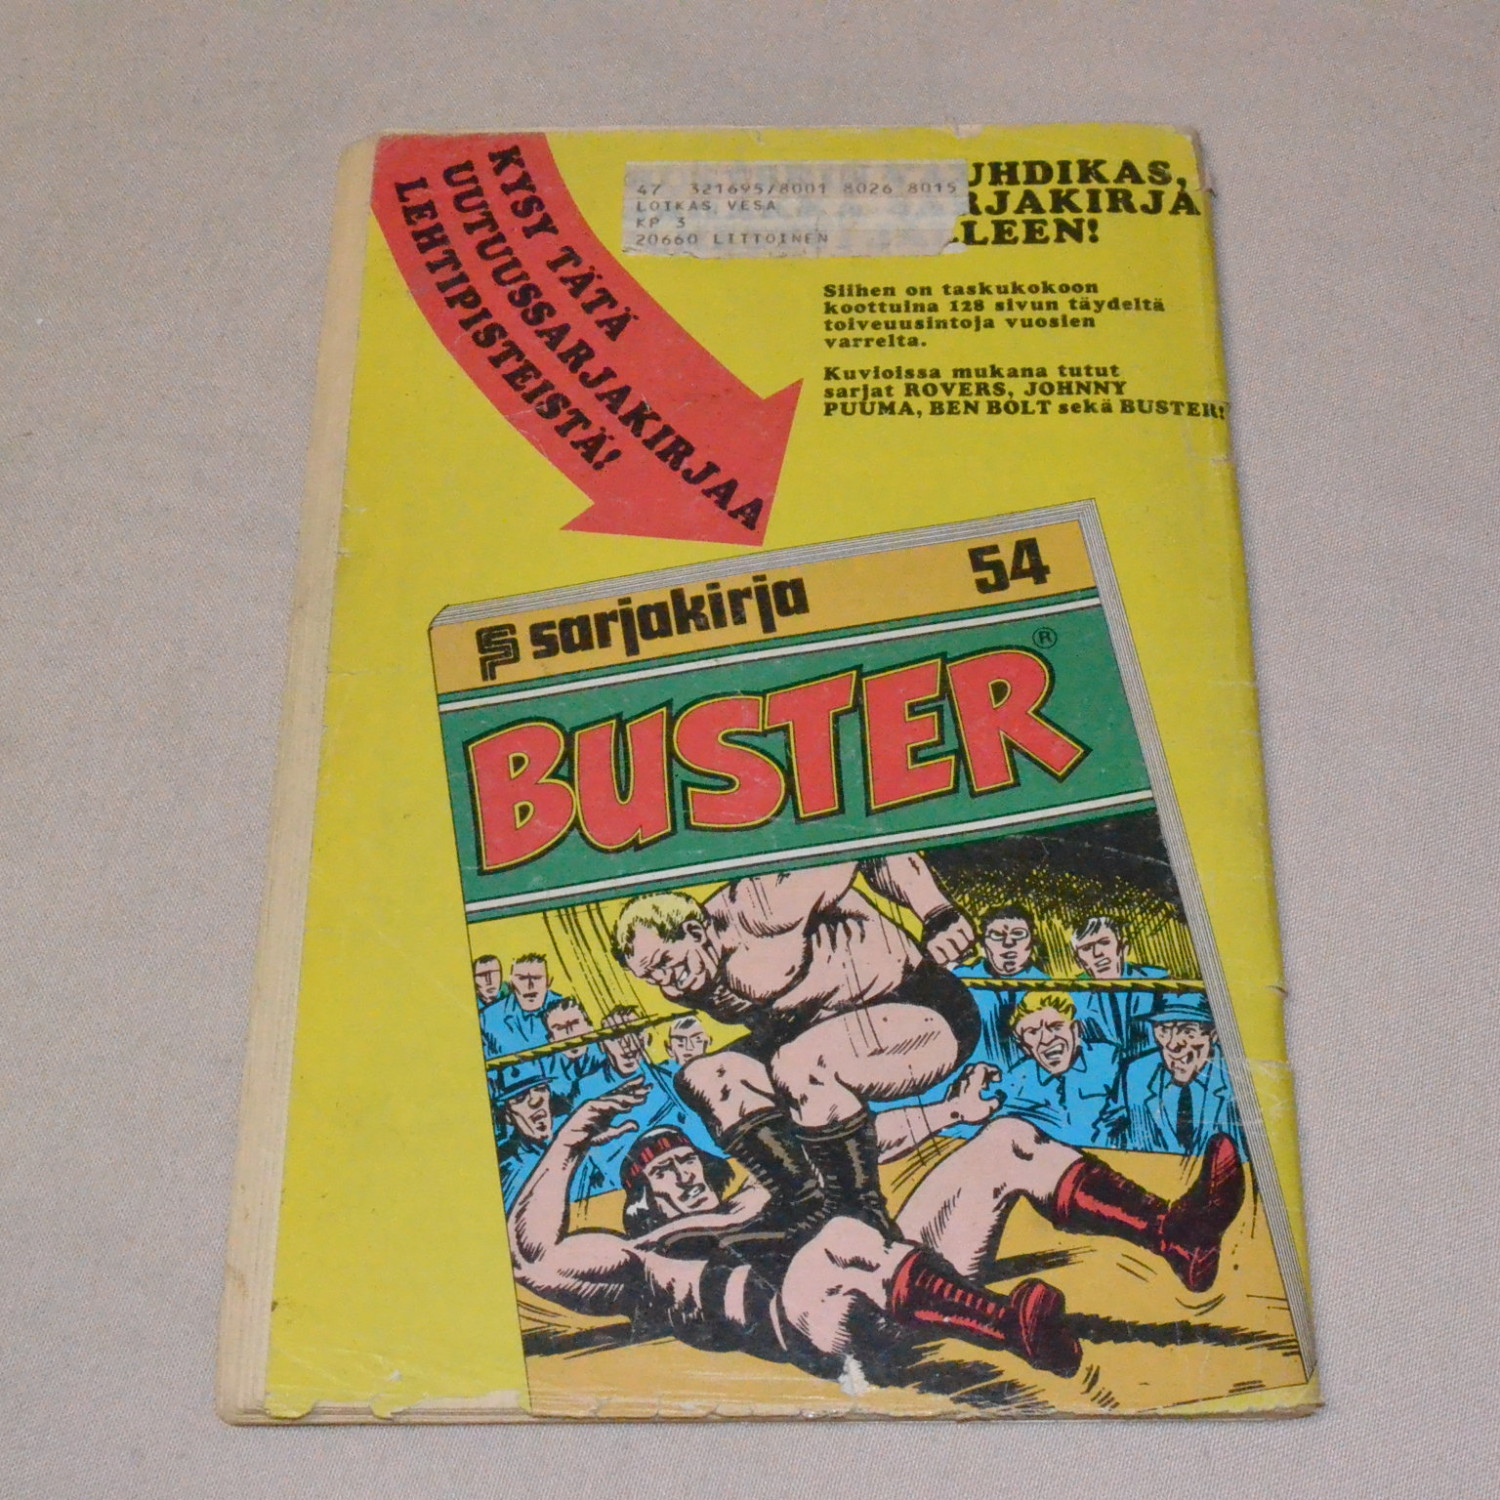 KYSY TÄTÄ
UUTUUSSARJAKIRJAA
LEHTIPISTEISTÄ!
47 321695/8001 8026 8015
LOTKAS VESA
KP 3
20660 LITTOINEN
UHDIKAS,
RJAKIRJA
LLEEN!
Siihen on taskukokoon
koottuina 128 sivun täydeltä
toiveuusintoja vuosien
varrelta.
Kuvioissa mukana tutut
sarjat ROVERS, JOHNNY
PUUMA, BEN BOLT sekä BUSTER!
sarjakirja 54
BUSTER ®